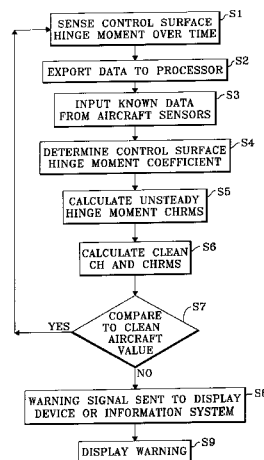 SENSE CONTROL SURFACE
HINGE MOMENT OVER TIME
S1
EXPORT DATA TO PROCESSOR
S2
INPUT KNOWN DATA
FROM AIRCRAFT SENSORS
S3
DETERMINE CONTROL SURFACE
HINGE MOMENT COEFFICIENT
S4
CALCULATE UNSTEADY
HINGE MOMENT CHRMS
S5
CALCULATE CLEAN
CH AND CHRMS
S6
COMPARE
TO CLEAN
AIRCRAFT
VALUE
S7
YES
NO
WARNING SIGNAL SENT TO DISPLAY
DEVICE OR INFORMATION SYSTEM
S8
DISPLAY WARNING
S9